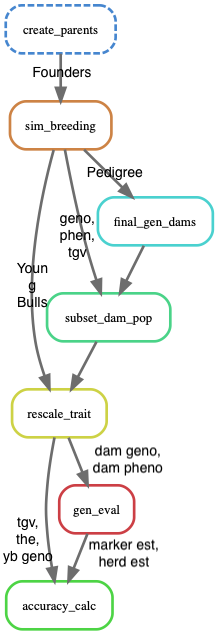 create_parents
Founders
sim_breeding
Pedigree
geno,
phen,
tgv
final_gen_dams
Youn
g
Bulls
subset_dam_pop
rescale_trait
dam geno,
dam pheno
gen_eval
tgv,
the,
yb geno
marker est,
herd est
accuracy_calc